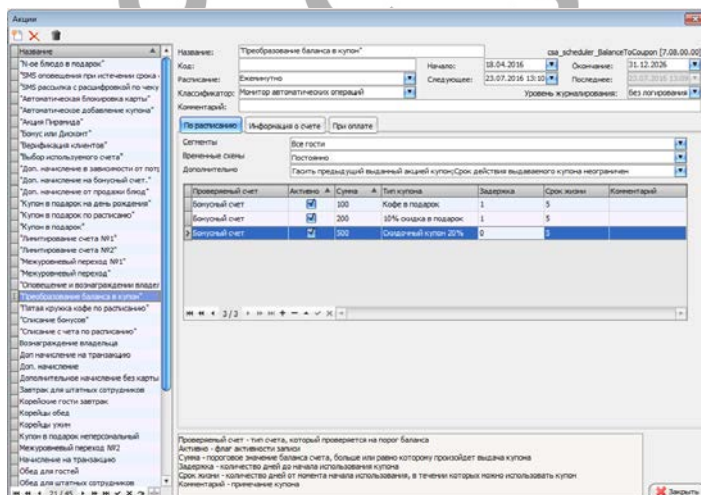 Акции
Название
"N-ое блюдо в подарок"
"SMS оповещения при истечении срока
"SMS рассылка с расшифровкой по чеку
"Автоматическая блокировка карты"
"Автоматическое добавление купона"
"Акция Пирамида"
"Бонус или Дисконт"
"Верификация клиентов"
"Выбор используемого счета"
"Доп. начисление в зависимости от потр
"Доп. начисление на бонусный счет."
"Доп. начисление от продажи блюд"
"Купон в подарок на день рождения"
"Купон в подарок по расписанию"
"Купон в подарок"
"Лимитирование счета №1"
"Лимитирование счета №2"
"Межуровневый переход №1"
"Межуровневый переход"
"Оповещение и вознаграждении владел
"Преобразование баланса в купон"
"Пятая кружка кофе по расписанию"
"Списание бонусов"
"Списание с чета по расписанию"
Вознаграждение владельца
Доп начисление на транзакцию
Доп. начисление
Дополнительное начисление без карты
Завтрак для штатных сотрудников
Корейские гости завтрак
Корейцы обед
Корейцы ужин
Купон в подарок неперсональный
Межуровневый переход №2
Начисление на транзакцию
Обед для гостей
Обед для штатных сотрудников
21 / 45
Название: "Преобразование баланса в купон" csa_scheduler_BalanceToCoupon [7.08.00.00]
Код: Начало: 18.04.2016 Окончание: 31.12.2026
Расписание: Ежеминутно Следующее: 23.07.2016 13:10 Последнее:
Классификатор: Монитор автоматических операций Уровень журналирования: Без логирования
Комментарий:
По расписанию Информация о счете При оплате
Сегменты Все гости
Временные схемы Постоянно
Дополнительно Гасить предыдущий выданный акцией купон;Срок действия выдаваемого купона неограничен
Проверяемый счет Активно Сумма Тип купона Задержка Срок жизни Комментарий
Бонусный счет 100 Кофе в подарок 1 5
Бонусный счет 200 10% скидка в подарок 1 5
Бонусный счет 500 Скидочный купон 20% 0 5
3 / 3
Проверяемый счет - тип счета, который проверяется на порог баланса
Активно - флаг активности записи
Сумма - пороговое значение баланса счета, больше или равно которому произойдет выдача купона
Задержка - количество дней до начала использования купона
Срок жизни - количество дней от момента начала использования, в течении которых можно использовать купон
Комментарий - примечание купона
Закрыть